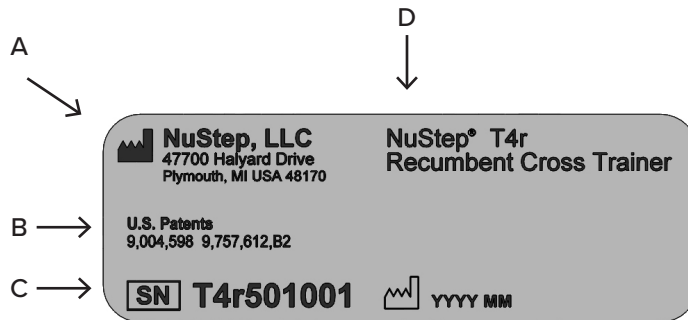 A
D
NuStep, LLC
47700 Halyard Drive
Plymouth, MI USA 48170
NuStep® T4r
Recumbent Cross Trainer
B
U.S. Patents
9,004,598 9,757,612,B2
C
SN T4r501001
YYYY MM